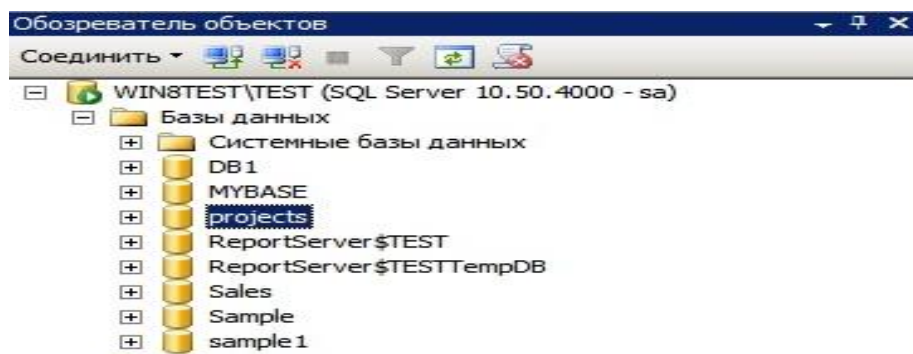 Обозреватель объектов
Соединить
WIN8TEST\TEST (SQL Server 10.50.4000 - sa)
Базы данных
Системные базы данных
DB1
MYBASE
projects
ReportServer$TEST
ReportServer$TESTTempDB
Sales
Sample
sample1